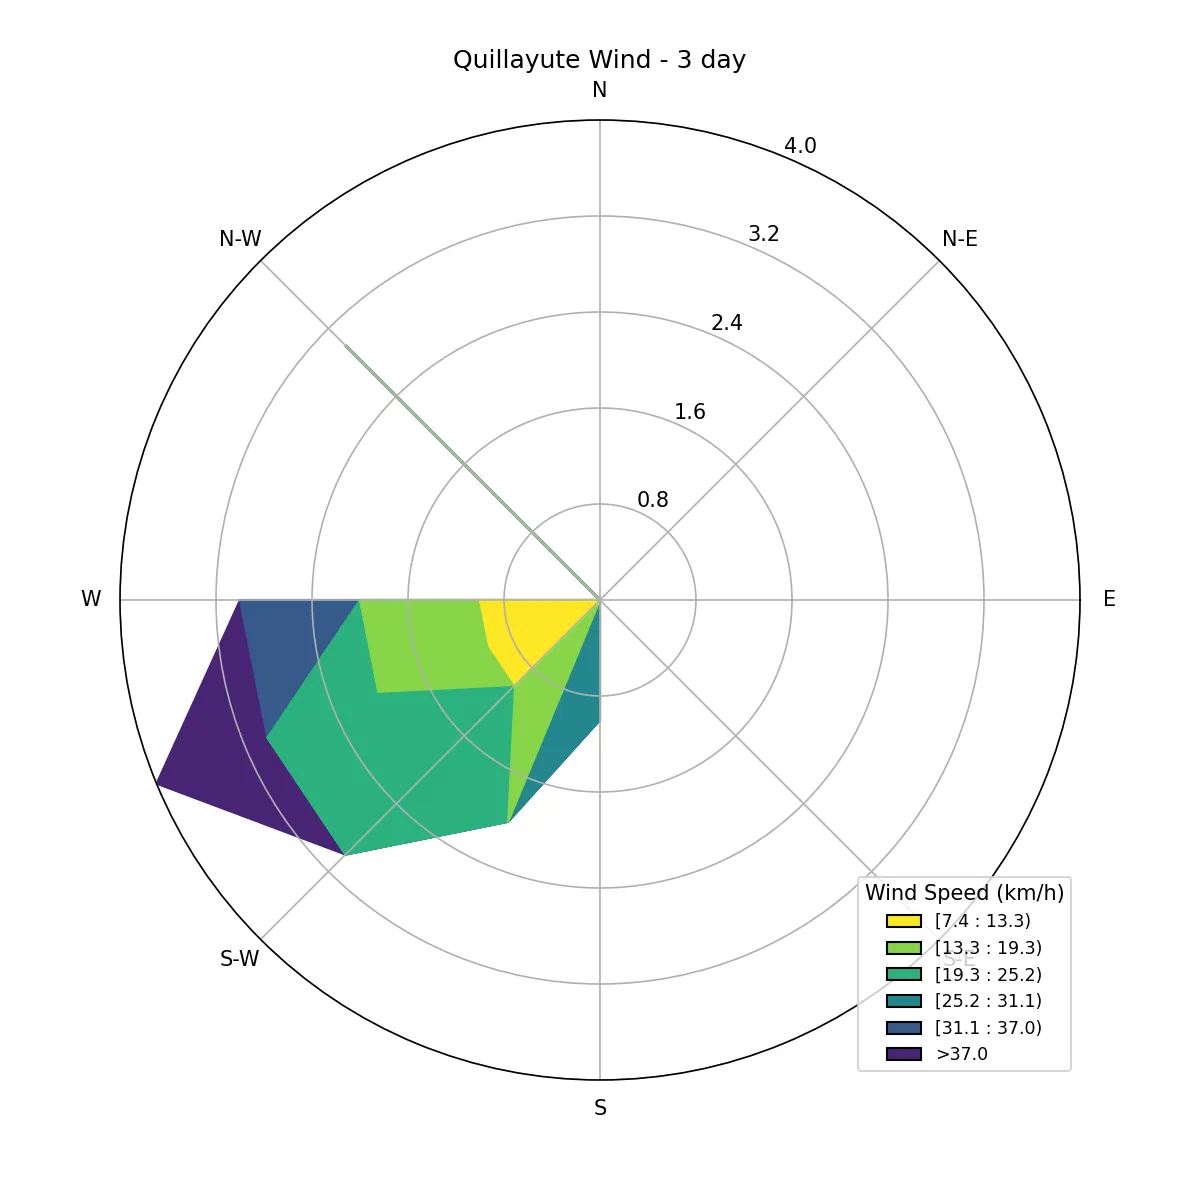 Quillayute Wind - 3 day
N
4.0
N-W
3.2
N-E
2.4
1.6
0.8
W
E
S-W
S-E
Wind Speed (km/h)
[7.4 : 13.3)
[13.3 : 19.3)
[19.3 : 25.2)
[25.2 : 31.1)
[31.1 : 37.0)
>37.0
S